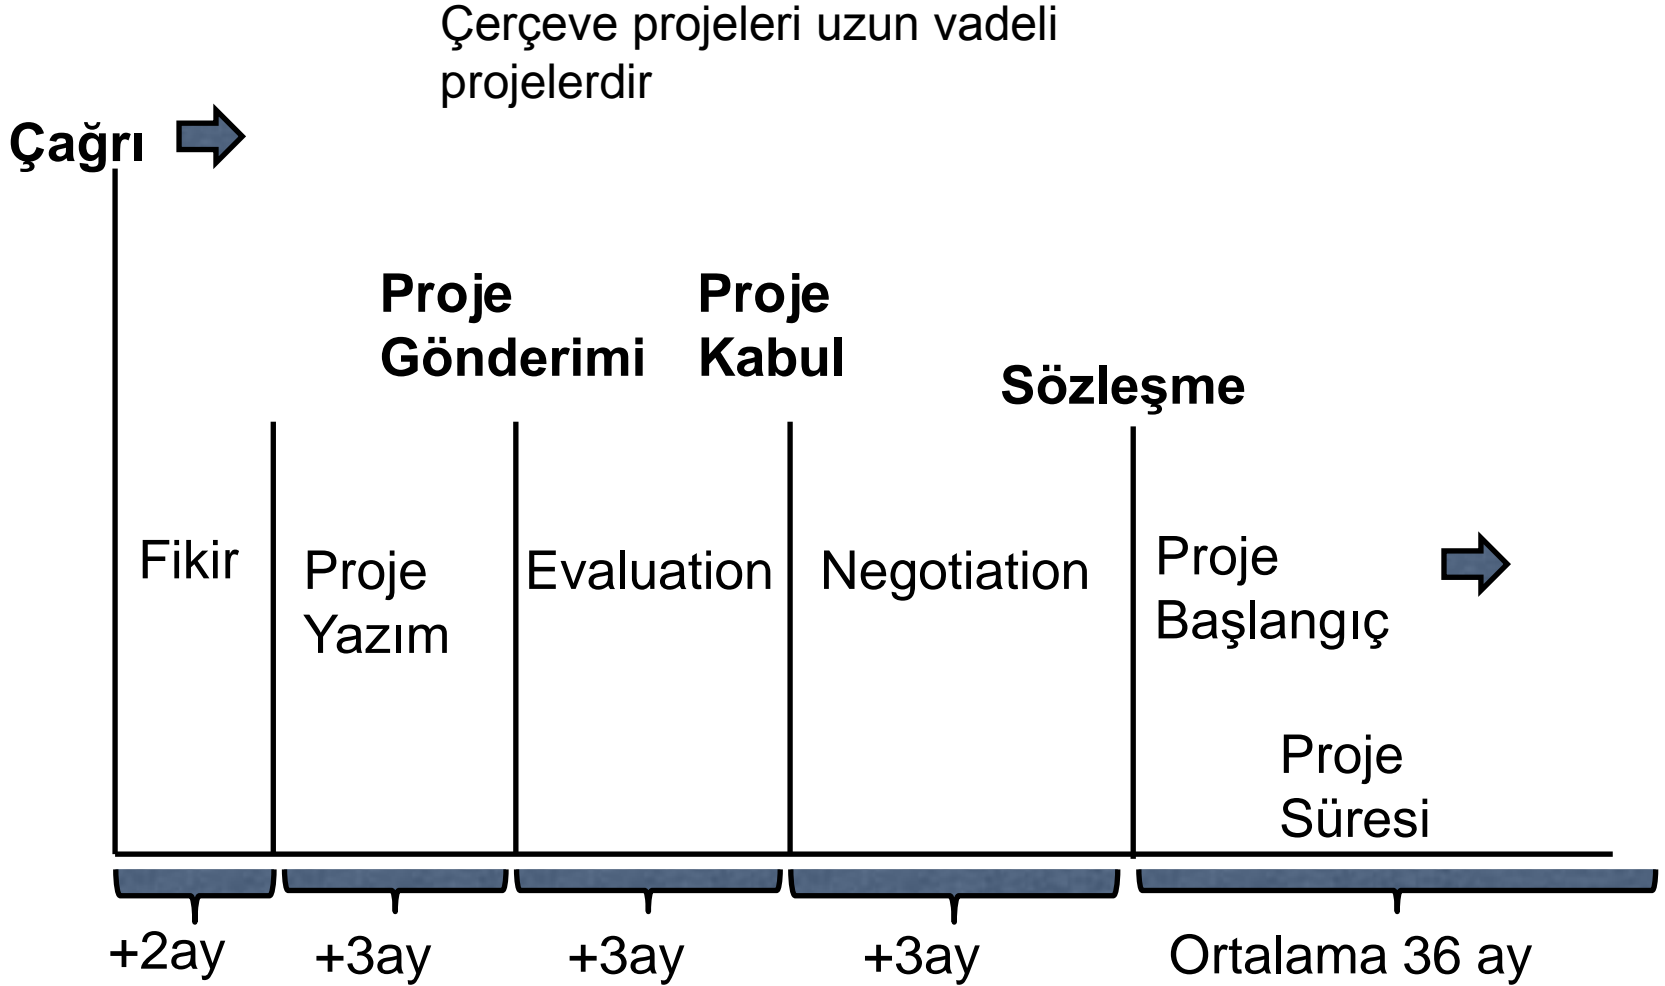 Çerçeve projeleri uzun vadeli
projelerdir
Çağrı
Proje
Gönderimi
Proje
Kabul
Sözleşme
Fikir
Proje
Yazım
Evaluation
Negotiation
Proje
Başlangıç
Proje
Süresi
+2ay
+3ay
+3ay
+3ay
Ortalama 36 ay